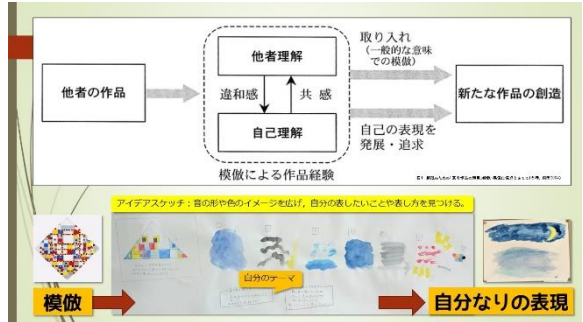 他者の作品
他者理解
違和感
共 感
自己理解
模倣による作品経験
取り入れ
（一般的な意味
での模倣）
自己の表現を
発展・追求
新たな作品の創造
アイデアスケッチ：音の形や色のイメージを広げ，自分の表したいことや表し方を見つける。
自分のテーマ
模倣
自分なりの表現